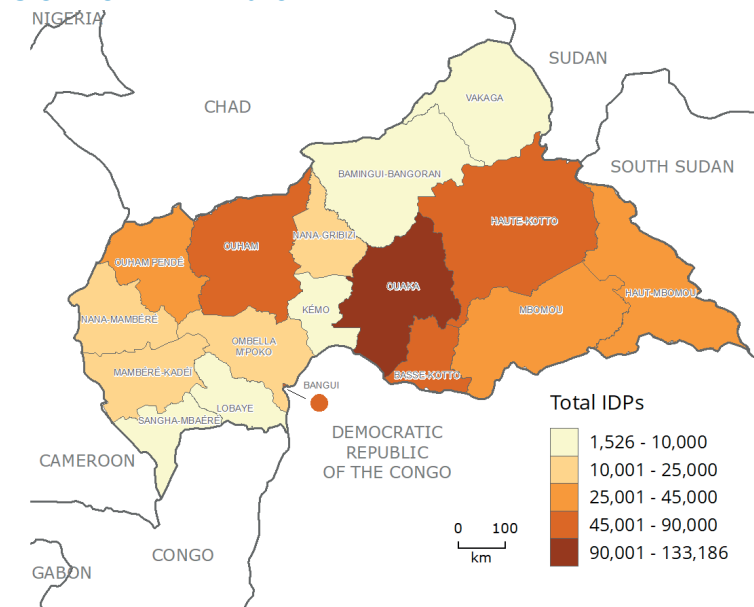 NIGERIA
SUDAN
CHAD
VAKAGA
SOUTH SUDAN
BAMINGUI-BANGORAN
HAUTE-KOTTO
NANA-GRIBIZI
OUHAM
OUHAM PENDÉ
OUAKA
HAUT-MBOMOU
KÉMO
MBOMOU
NANA-MAMBÉRÉ
OMBELLA
M'POKO
MAMBÉRÉ-KADÉÏ
BASSE-KOTTO
BANGUI
LOBAYE
SANGHA-MBAÉRÉ
DEMOCRATIC
REPUBLIC
OF THE CONGO
CAMEROON
CONGO
GABON
Total IDPs
1,526 - 10,000
10,001 - 25,000
25,001 - 45,000
45,001 - 90,000
90,001 - 133,186
0 100
km